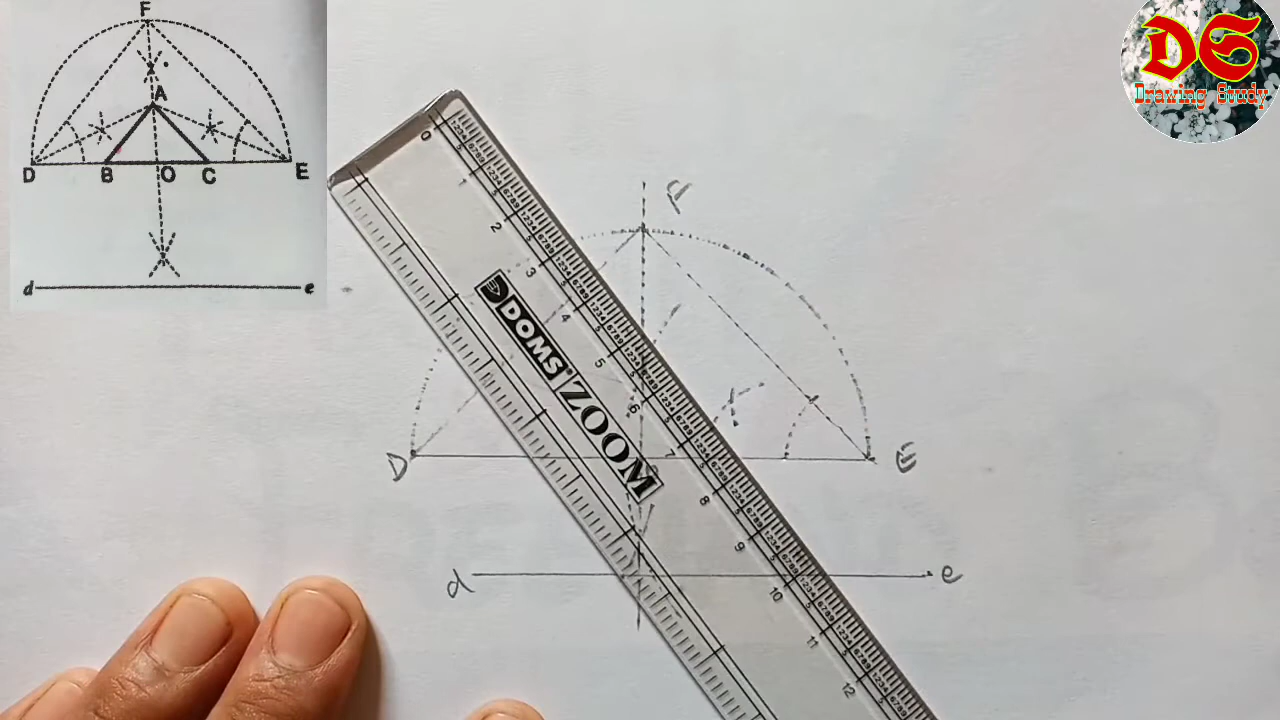 F
A
D B O C E
d e
DS
Drawing Study
F
D E
d e
DOMS ZOOM
0
1
2
3
4
5
6
7
8
9
10
11
12